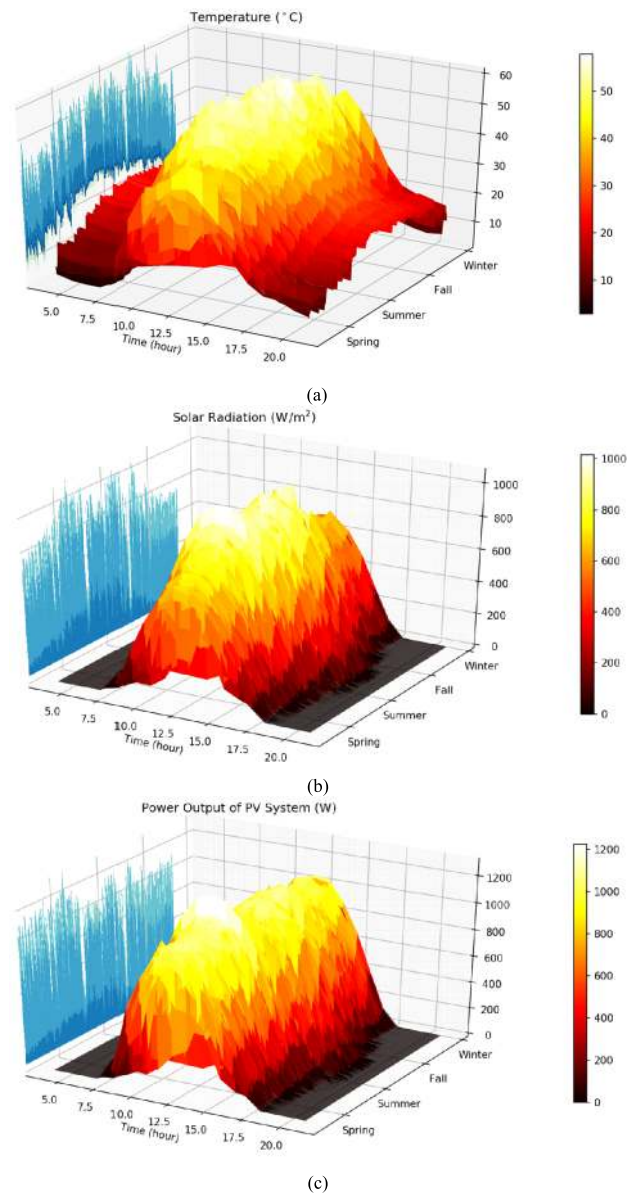 Temperature (°C)
60
50
40
30
20
10
50
40
30
20
10
5.0
7.5
10.0
12.5
15.0
17.5
20.0
Time (hour)
Spring
Summer
Fall
Winter
(a)
Solar Radiation (W/m²)
1000
800
600
400
200
0
1000
800
600
400
200
0
5.0
7.5
10.0
12.5
15.0
17.5
20.0
Time (hour)
Spring
Summer
Fall
Winter
(b)
Power Output of PV System (W)
1200
1000
800
600
400
200
0
1200
1000
800
600
400
200
0
5.0
7.5
10.0
12.5
15.0
17.5
20.0
Time (hour)
Spring
Summer
Fall
Winter
(c)